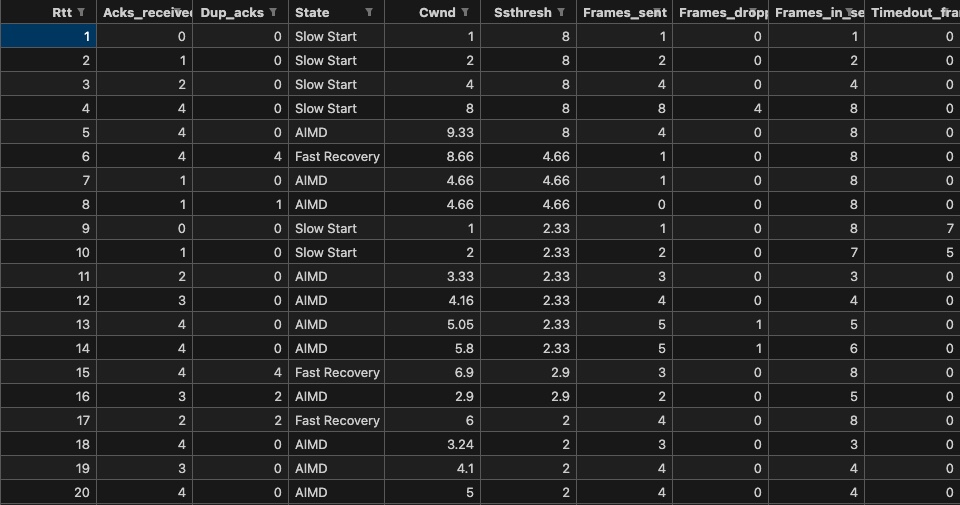 Rtt Acks_received Dup_acks State Cwnd Ssthresh Frames_sent Frames_dropp Frames_in_se Timedout_fra
1 0 0 Slow Start 1 8 1 0 1 0
2 1 0 Slow Start 2 8 2 0 2 0
3 2 0 Slow Start 4 8 4 0 4 0
4 4 0 Slow Start 8 8 8 4 8 0
5 4 0 AIMD 9.33 8 4 0 8 0
6 4 4 Fast Recovery 8.66 4.66 1 0 8 0
7 1 0 AIMD 4.66 4.66 1 0 8 0
8 1 1 AIMD 4.66 4.66 0 0 8 0
9 0 0 Slow Start 1 2.33 1 0 8 7
10 1 0 Slow Start 2 2.33 2 0 7 5
11 2 0 AIMD 3.33 2.33 3 0 3 0
12 3 0 AIMD 4.16 2.33 4 0 4 0
13 4 0 AIMD 5.05 2.33 5 1 5 0
14 4 0 AIMD 5.8 2.33 5 1 6 0
15 4 4 Fast Recovery 6.9 2.9 3 0 8 0
16 3 2 AIMD 2.9 2.9 2 0 5 0
17 2 2 Fast Recovery 6 2 4 0 8 0
18 4 0 AIMD 3.24 2 3 0 3 0
19 3 0 AIMD 4.1 2 4 0 4 0
20 4 0 AIMD 5 2 4 0 4 0